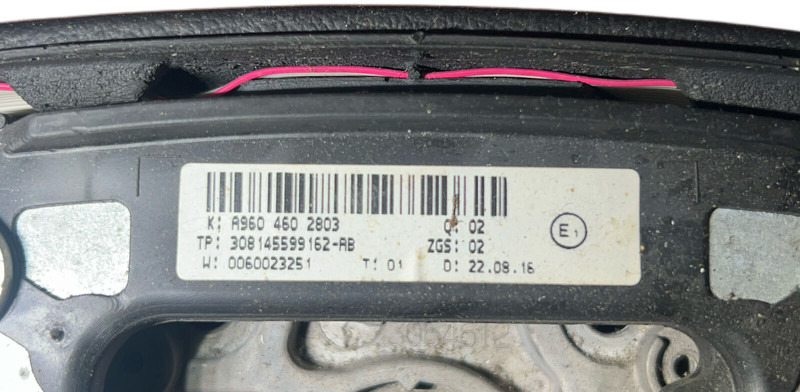 K: A960 460 2803 Q: 02
TP: 308145599162-AB ZGS: 02
W: 0060023251 T: 01 D: 22.08.16
E1